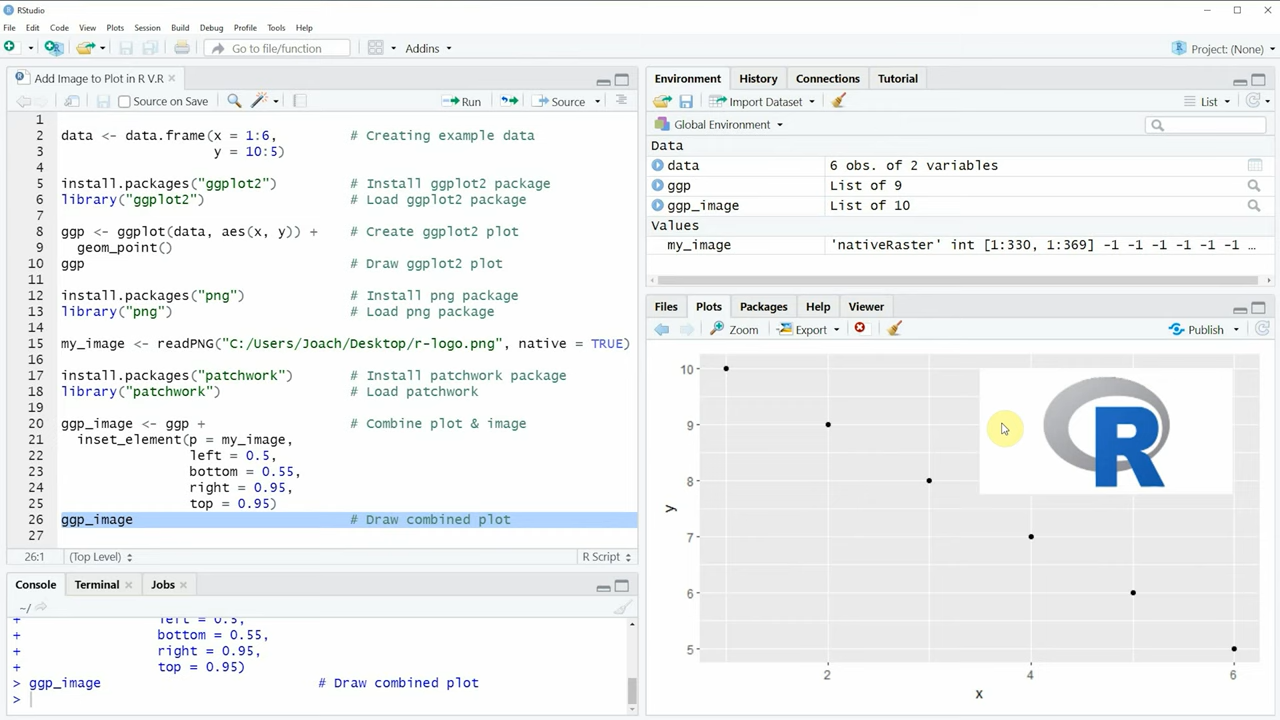 RStudio
File Edit Code View Plots Session Build Debug Profile Tools Help
Go to file/function Addins Project: (None)
Add Image to Plot in R V.R
Source on Save Run Source
1
2 data <- data.frame(x = 1:6, # Creating example data
3 y = 10:5)
4
5 install.packages("ggplot2") # Install ggplot2 package
6 library("ggplot2") # Load ggplot2 package
7
8 ggp <- ggplot(data, aes(x, y)) + # Create ggplot2 plot
9 geom_point()
10 ggp # Draw ggplot2 plot
11
12 install.packages("png") # Install png package
13 library("png") # Load png package
14
15 my_image <- readPNG("C:/Users/Joach/Desktop/r-logo.png", native = TRUE)
16
17 install.packages("patchwork") # Install patchwork package
18 library("patchwork") # Load patchwork
19
20 ggp_image <- ggp + # Combine plot & image
21 inset_element(p = my_image,
22 left = 0.5,
23 bottom = 0.55,
24 right = 0.95,
25 top = 0.95)
26 ggp_image # Draw combined plot
27
26:1 (Top Level) R Script
Console Terminal Jobs
~/
+ left = 0.5,
+ bottom = 0.55,
+ right = 0.95,
+ top = 0.95)
> ggp_image # Draw combined plot
>
Environment History Connections Tutorial
Import Dataset List
Global Environment
Data
data 6 obs. of 2 variables
ggp List of 9
ggp_image List of 10
Values
my_image 'nativeRaster' int [1:330, 1:369] -1 -1 -1 -1 -1 -1 …
Files Plots Packages Help Viewer
Zoom Export Publish
10
9
8
7
6
5
y
R
2 4 6
x